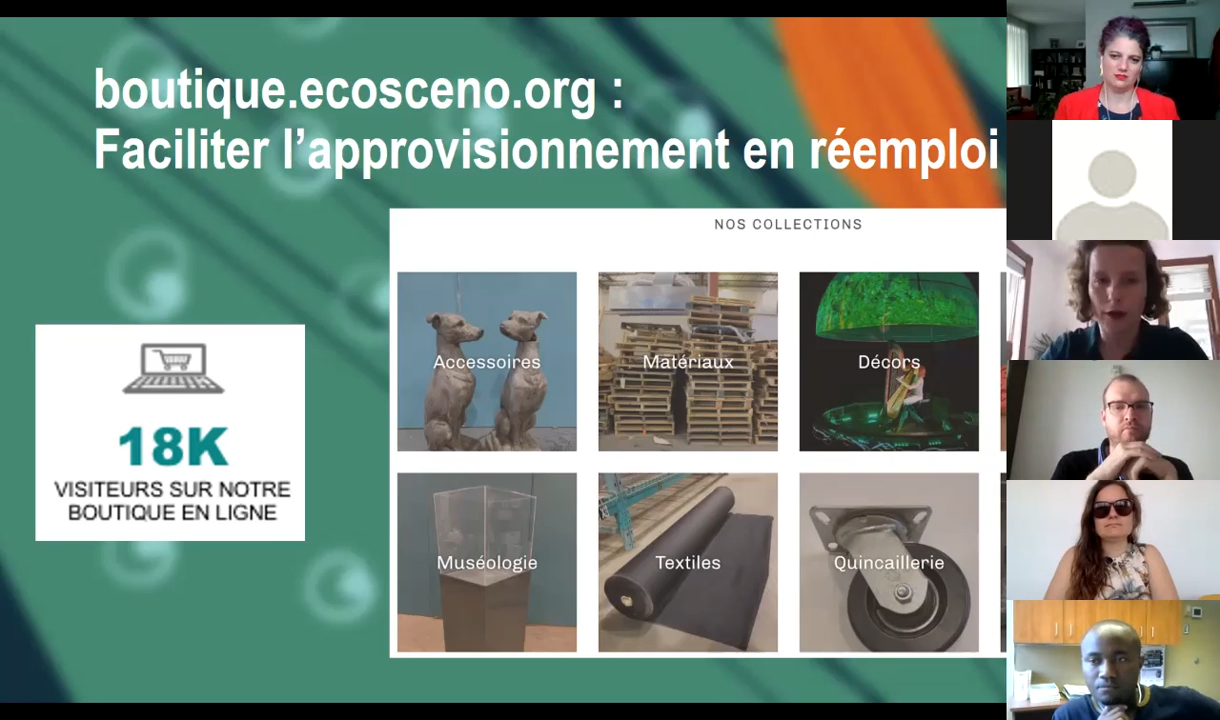 boutique.ecosceno.org :
Faciliter l’approvisionnement en réemploi
NOS COLLECTIONS
Accessoires
Matériaux
Décors
18K
VISITEURS SUR NOTRE
BOUTIQUE EN LIGNE
Muséologie
Textiles
Quincaillerie